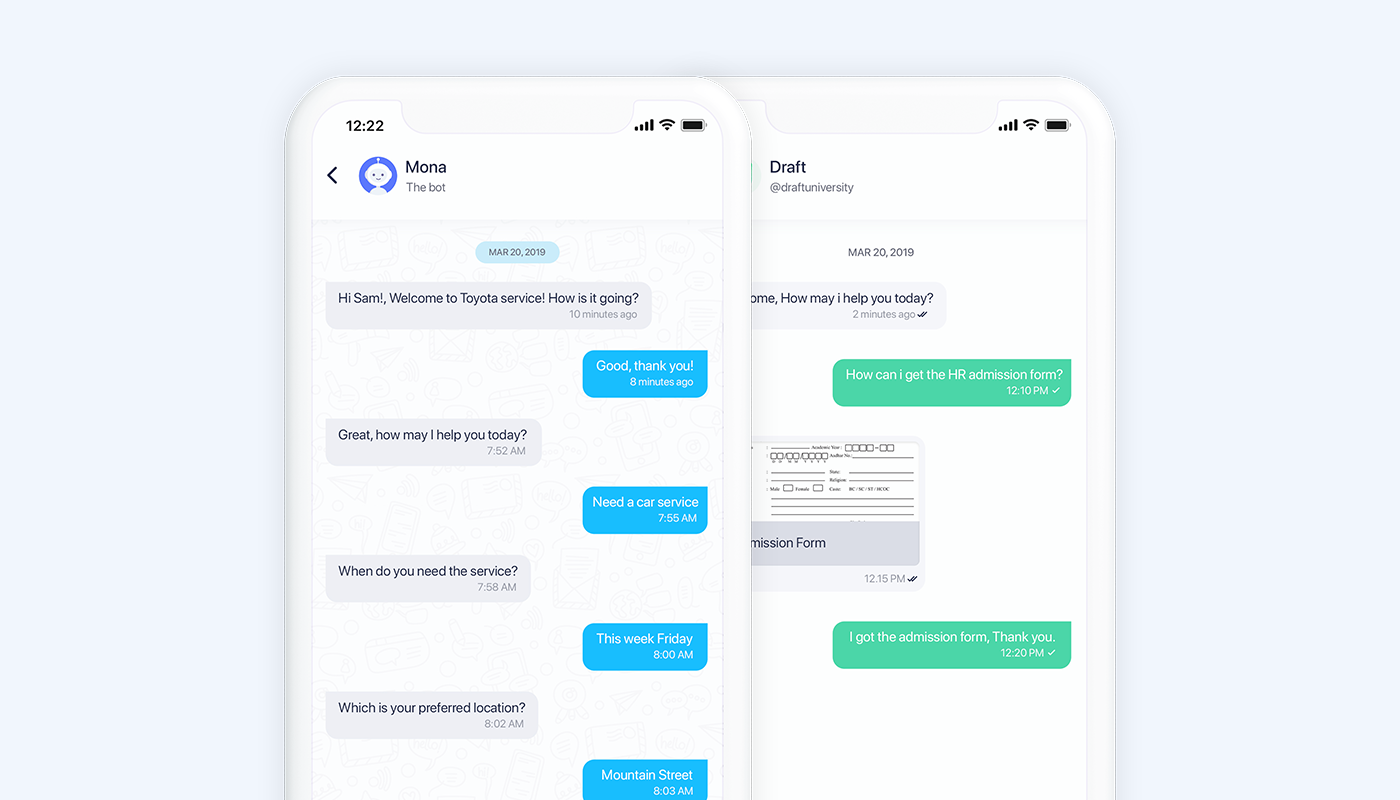 12:22
Mona
The bot
MAR 20, 2019
Hi Sam!, Welcome to Toyota service! How is it going?
10 minutes ago
Good, thank you!
8 minutes ago
Great, how may I help you today?
7:52 AM
Need a car service
7:55 AM
When do you need the service?
7:58 AM
This week Friday
8:00 AM
Which is your preferred location?
8:02 AM
Mountain Street
8:03 AM
Draft
@draftuniversity
MAR 20, 2019
ome, How may i help you today?
2 minutes ago
How can i get the HR admission form?
12:10 PM
Academic Year :
Aadhar No.
State:
Religion:
Male Female Caste: BC / SC / ST / HCOC
mission Form
12.15 PM
I got the admission form, Thank you.
12:20 PM